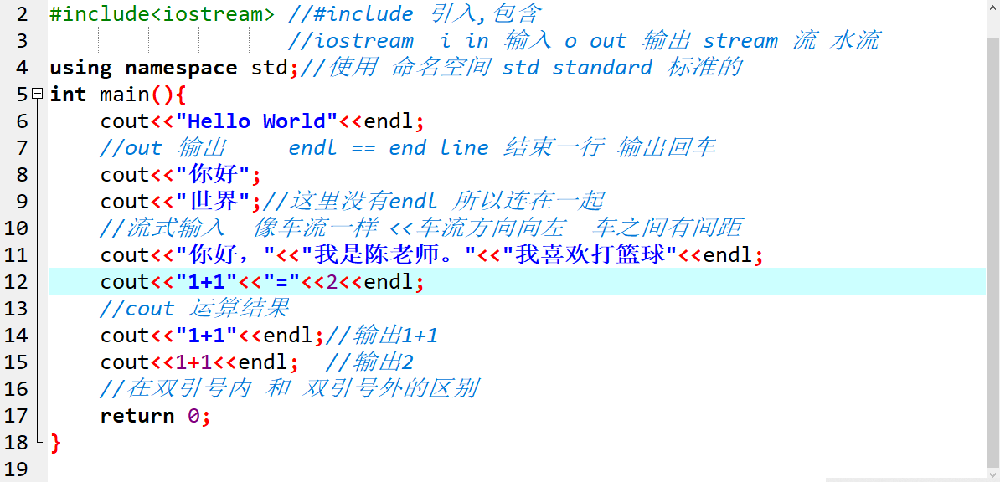 2 #include<iostream> //#include 引入,包含
3                    //iostream  i in 输入 o out 输出 stream 流 水流
4 using namespace std;//使用 命名空间 std standard 标准的
5 int main(){
6     cout<<"Hello World"<<endl;
7     //out 输出     endl == end line 结束一行 输出回车
8     cout<<"你好";
9     cout<<"世界";//这里没有endl 所以连在一起
10     //流式输入  像车流一样 <<车流方向向左  车之间有间距
11     cout<<"你好，"<<"我是陈老师。"<<"我喜欢打篮球"<<endl;
12     cout<<"1+1"<<"="<<2<<endl;
13     //cout 运算结果
14     cout<<"1+1"<<endl;//输出1+1
15     cout<<1+1<<endl;  //输出2
16     //在双引号内 和 双引号外的区别
17     return 0;
18 }
19